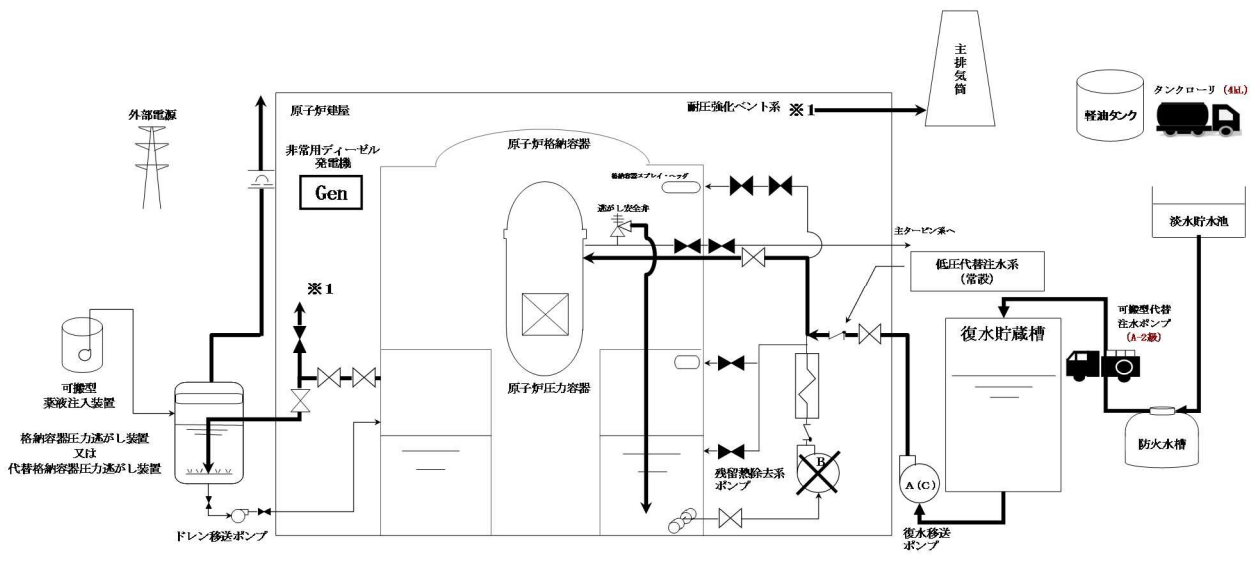 外部電源
原子炉建屋
非常用ディーゼル
発電機
Gen
耐圧強化ベント系 ※1
主排気筒
軽油タンク
タンクローリ (4kL)
原子炉格納容器
格納容器スプレイ・ヘッダ
逃がし安全弁
主タービン系へ
低圧代替注水系
(常設)
淡水貯水池
※1
可搬型代替
注水ポンプ
(A-2級)
復水貯蔵槽
可搬型
薬液注入装置
原子炉圧力容器
格納容器圧力逃がし装置
又は
代替格納容器圧力逃がし装置
残留熱除去系
ポンプ
B
A(C)
防火水槽
ドレン移送ポンプ
復水移送
ポンプ